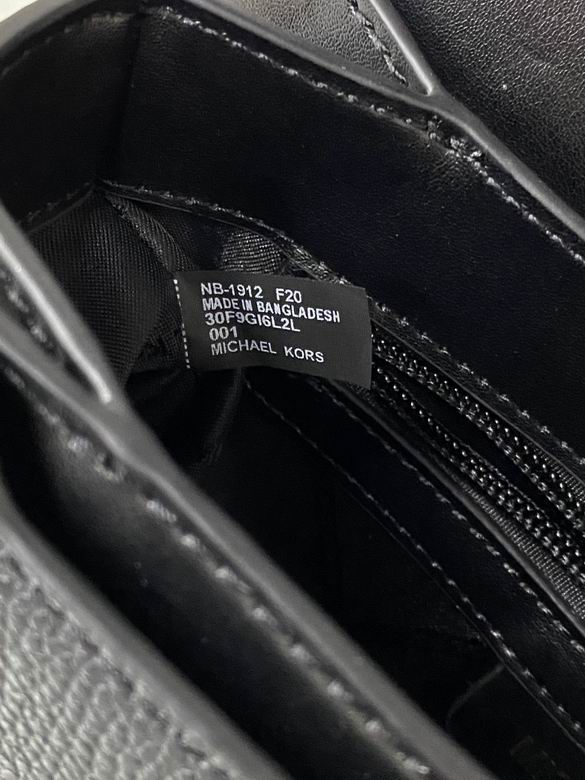 NB-1912 F20
MADE IN BANGLADESH
30F9GI6L2L
001
MICHAEL KORS